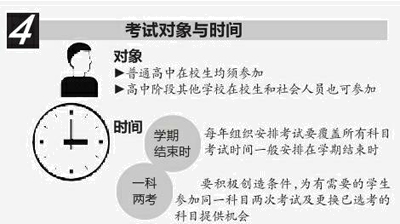 4 考试对象与时间
对象
▶普通高中在校生均须参加
▶高中阶段其他学校在校生和社会人员也可参加
时间
学期
结束时
每年组织安排考试要覆盖所有科目
考试时间一般安排在学期结束时
一科
两考
要积极创造条件,为有需要的学生
参加同一科目两次考试及更换已选考的
科目提供机会